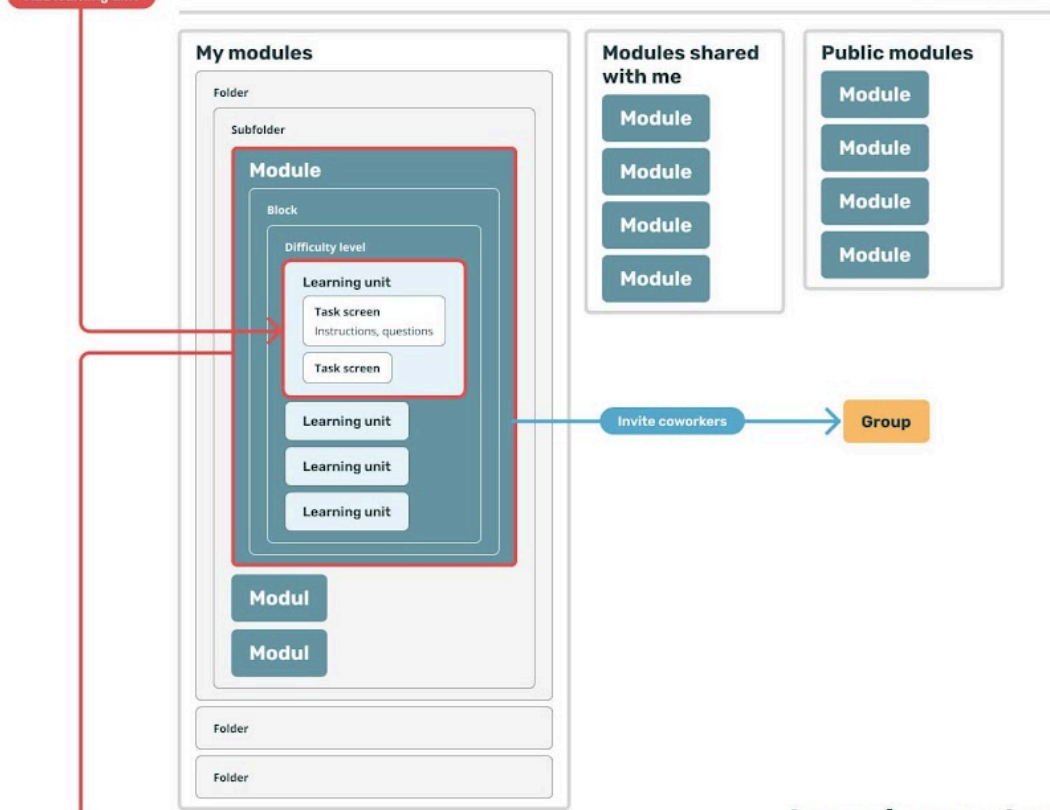 My modules
Folder
Subfolder
Module
Block
Difficulty level
Learning unit
Task screen
Instructions, questions
Task screen
Learning unit
Learning unit
Learning unit
Modul
Modul
Folder
Folder
Modules shared
with me
Module
Module
Module
Module
Public modules
Module
Module
Module
Module
Invite coworkers
Group